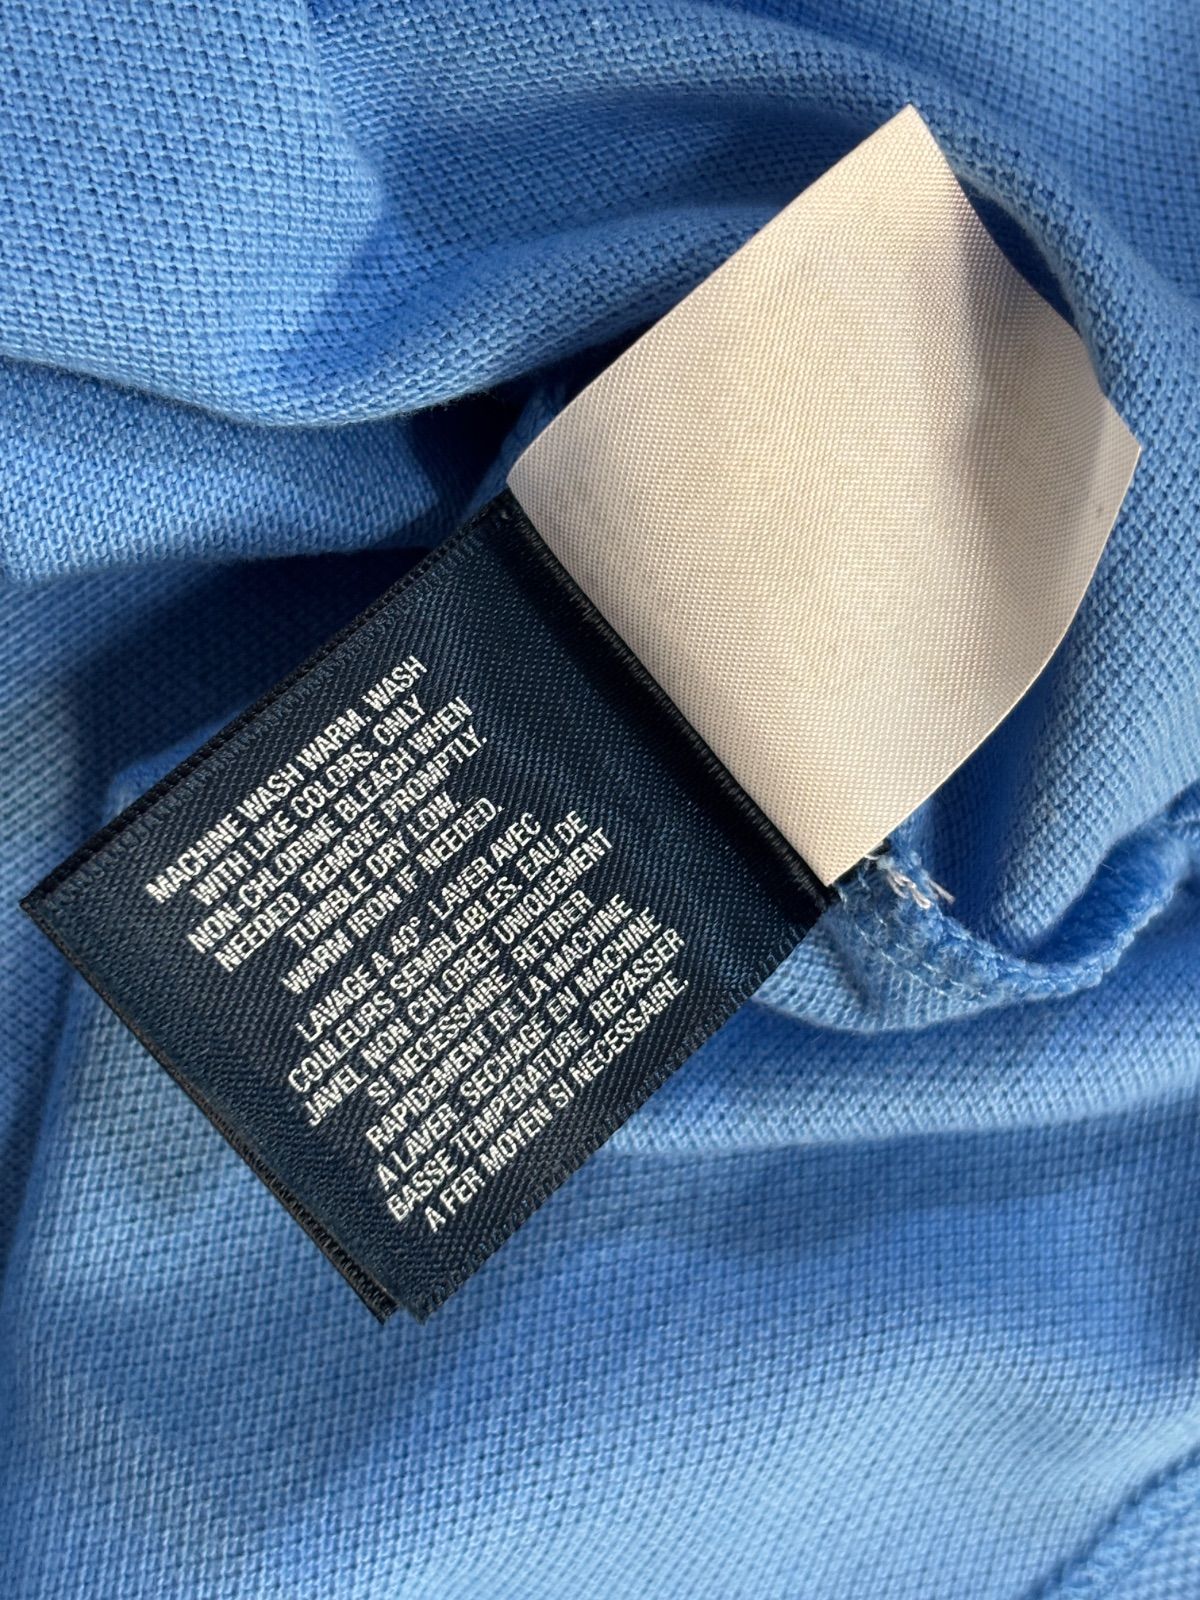 MACHINE WASH WARM. WASH
WITH LIKE COLORS. ONLY
NON-CHLORINE BLEACH WHEN
NEEDED. REMOVE PROMPTLY.
TUMBLE DRY LOW.
WARM IRON IF NEEDED.
LAVAGE A 40°. LAVER AVEC
COULEURS SEMBLABLES. EAU DE
JAVEL NON CHLOREE UNIQUEMENT
SI NECESSAIRE. RETIRER
RAPIDEMENT DE LA MACHINE
A LAVER. SECHAGE EN MACHINE
BASSE TEMPERATURE. REPASSER
A FER MOYEN SI NECESSAIRE.